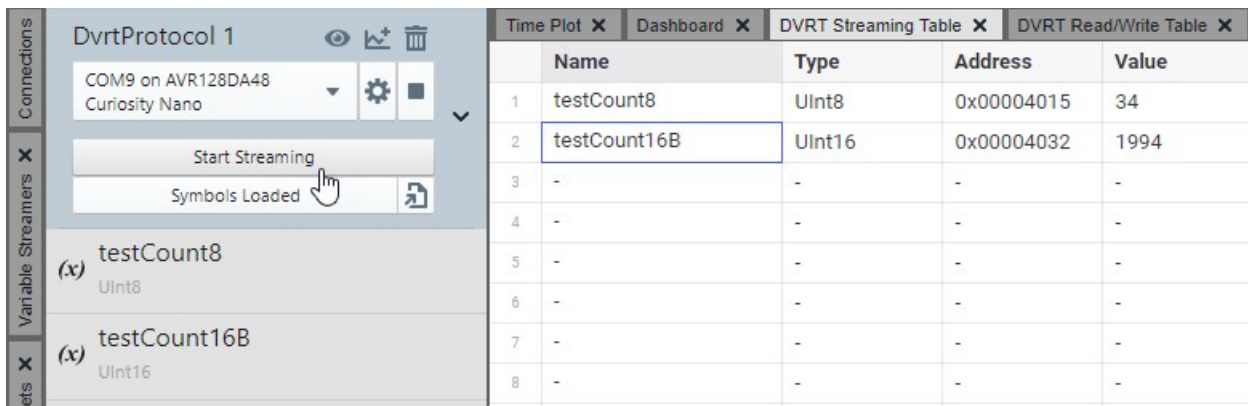 Connections
Variable Streamers
ets
DvrtProtocol 1
COM9 on AVR128DA48
Curiosity Nano
Start Streaming
Symbols Loaded
(x) testCount8
UInt8
(x) testCount16B
UInt16
Time Plot Dashboard DVRT Streaming Table DVRT Read/Write Table
Name Type Address Value
1 testCount8 UInt8 0x00004015 34
2 testCount16B UInt16 0x00004032 1994
3 - - - -
4 - - - -
5 - - - -
6 - - - -
7 - - - -
8 - - - -